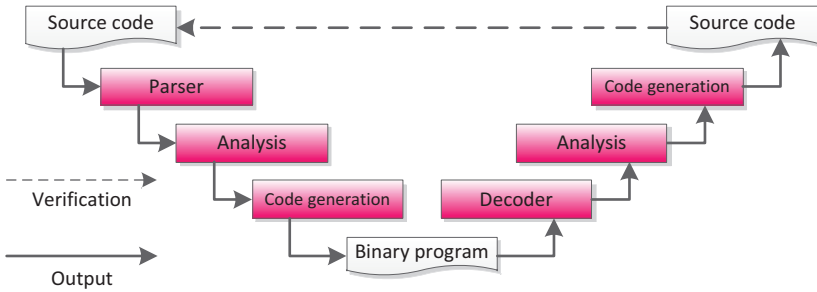 Source code
Source code
Parser
Code generation
Analysis
Analysis
Verification
Code generation
Decoder
Binary program
Output